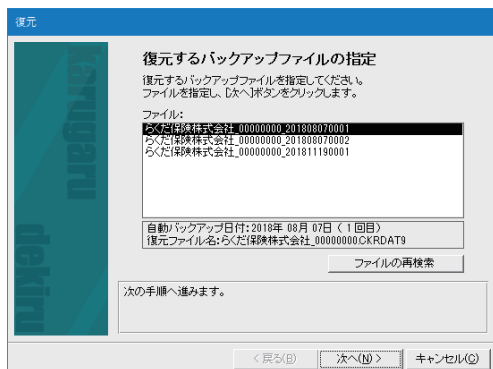 復元
Karugaru
dekiru
復元するバックアップファイルの指定
復元するバックアップファイルを指定してください。
ファイルを指定し、[次へ]ボタンをクリックします。
ファイル:
らくだ保険株式会社_00000000_201808070001
らくだ保険株式会社_00000000_201808070002
らくだ保険株式会社_00000000_201811190001
自動バックアップ日付:2018年 08月 07日 ( 1 回目)
復元ファイル名:らくだ保険株式会社_00000000.CKRDAT9
ファイルの再検索
次の手順へ進みます。
< 戻る(B)
次へ(N) >
キャンセル(C)